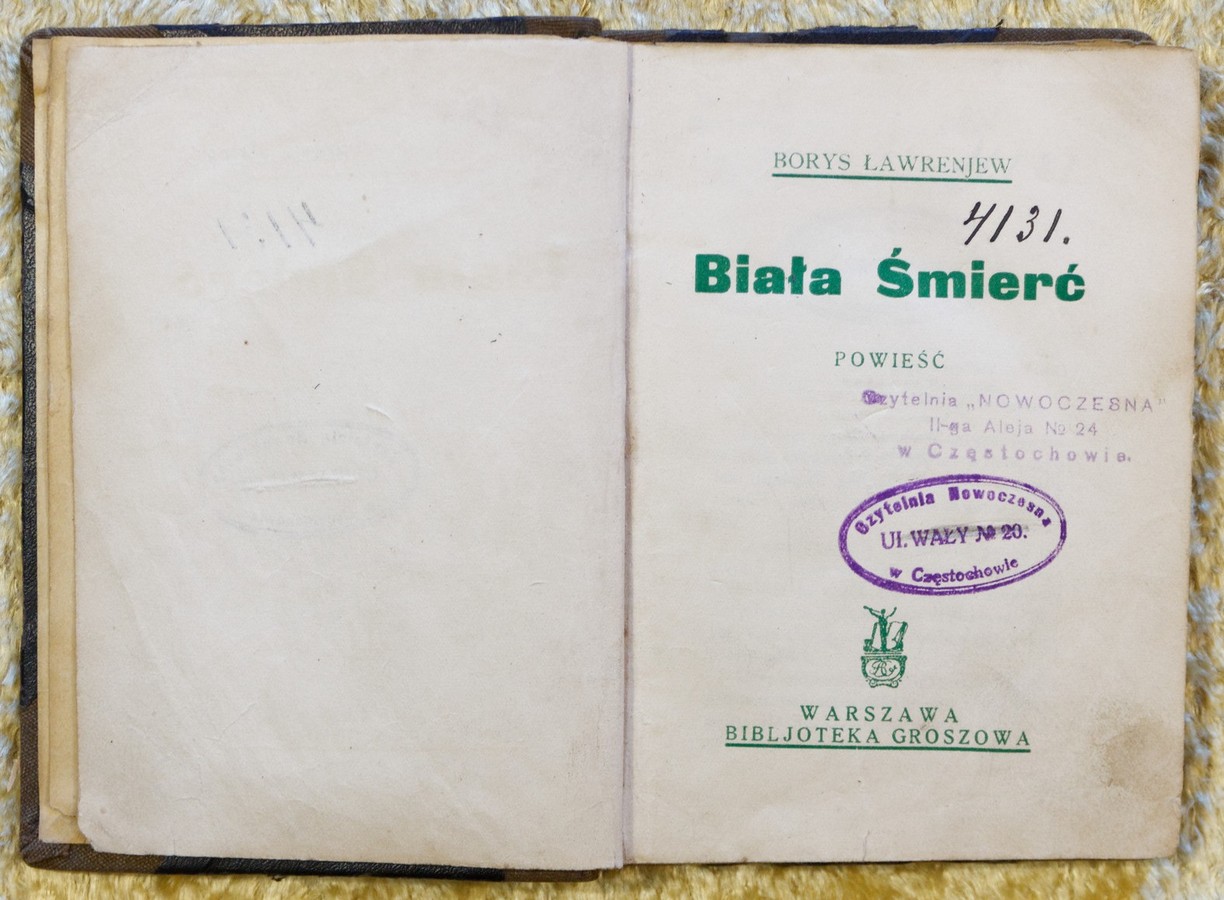 BORYS ŁAWRENJEW
4131.
Biała Śmierć
POWIEŚĆ
Czytelnia „NOWOCZESNA"
II-ga Aleja № 24
w Częstochowie.
Czytelnia Nowoczesna
Ul. WAŁY № 20.
w Częstochowie
WARSZAWA
BIBLJOTEKA GROSZOWA